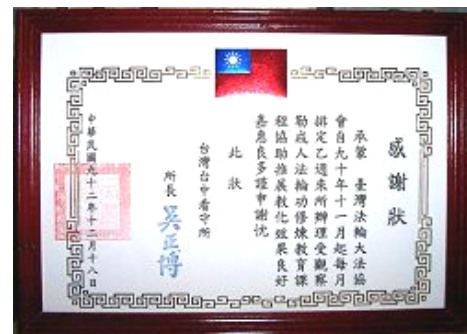 感謝狀
承蒙 臺灣法輪大法協
會自九十年十一月起每月
排定乙週來所辦理受觀察
勒戒人法輪功修煉教育課
程協助推展教化效果良好
嘉惠良多謹申謝忱
此狀
台灣台中看守所
所長 吳正博
中華民國九十二年十二月十八日